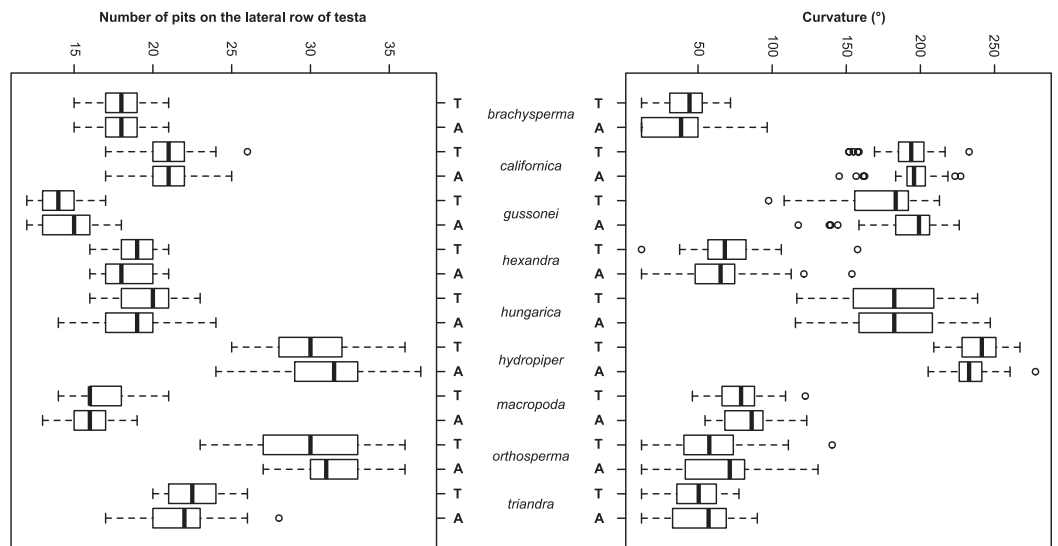 Number of pits on the lateral row of testa
Curvature (°)
15 20 25 30 35
50 100 150 200 250
T T
brachysperma
A A
T T
californica
A A
T T
gussonei
A A
T T
hexandra
A A
T T
hungarica
A A
T T
hydropiper
A A
T T
macropoda
A A
T T
orthosperma
A A
T T
triandra
A A